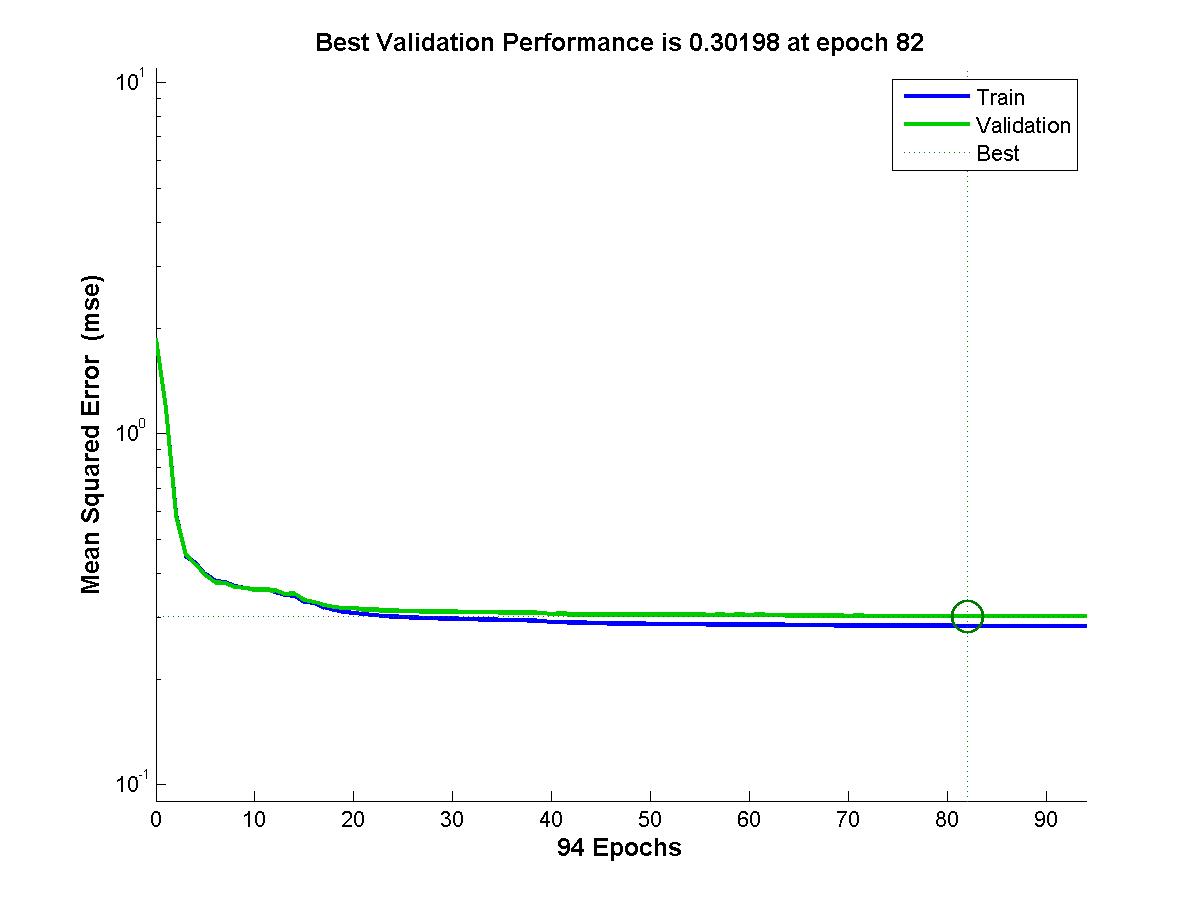 Best Validation Performance is 0.30198 at epoch 82
10^1
Train
Validation
Best
Mean Squared Error (mse)
10^0
10^-1
0 10 20 30 40 50 60 70 80 90
94 Epochs